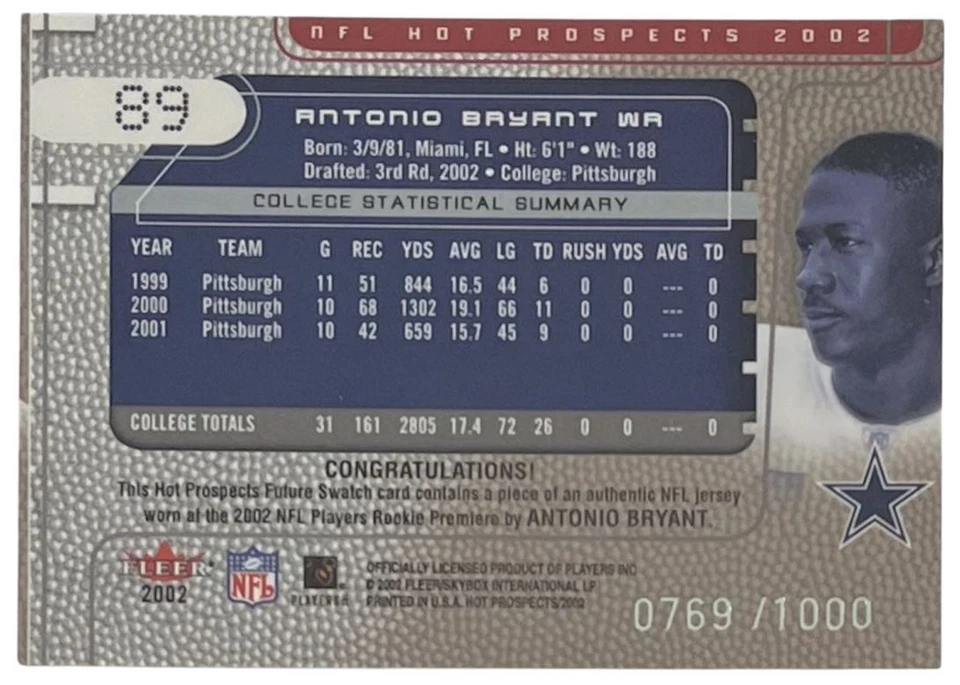 NFL HOT PROSPECTS 2002
89
ANTONIO BRYANT WR
Born: 3/9/81, Miami, FL • Ht: 6'1" • Wt: 188
Drafted: 3rd Rd, 2002 • College: Pittsburgh
COLLEGE STATISTICAL SUMMARY
YEAR TEAM G REC YDS AVG LG TD RUSH YDS AVG TD
1999 Pittsburgh 11 51 844 16.5 44 6 0 0 --- 0
2000 Pittsburgh 10 68 1302 19.1 66 11 0 0 --- 0
2001 Pittsburgh 10 42 659 15.7 45 9 0 0 --- 0
COLLEGE TOTALS 31 161 2805 17.4 72 26 0 0 --- 0
CONGRATULATIONS!
This Hot Prospects Future Swatch card contains a piece of an authentic NFL jersey
worn at the 2002 NFL Players Rookie Premiere by ANTONIO BRYANT.
FLEER
2002
NFL
PLAYERS
OFFICIALLY LICENSED PRODUCT OF PLAYERS INC
© 2002 FLEER/SKYBOX INTERNATIONAL LP
PRINTED IN U.S.A. HOT PROSPECTS/2002
0769 /1000